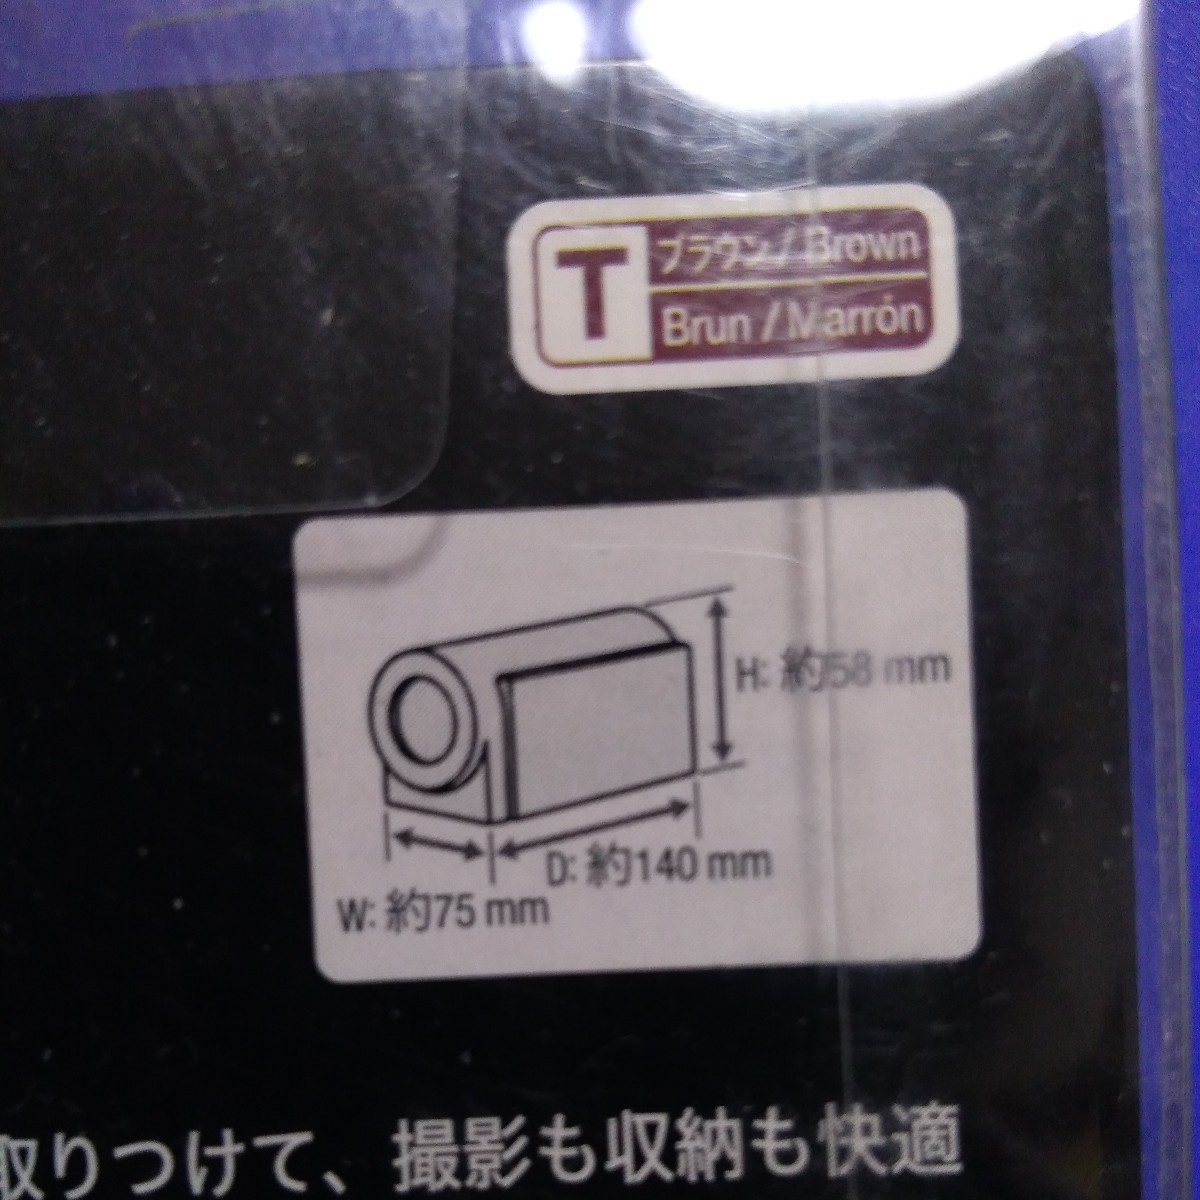 T
ブラウン / Brown
Brun / Marrón
H: 約58 mm
D: 約140 mm
W: 約75 mm
取りつけて、撮影も収納も快適